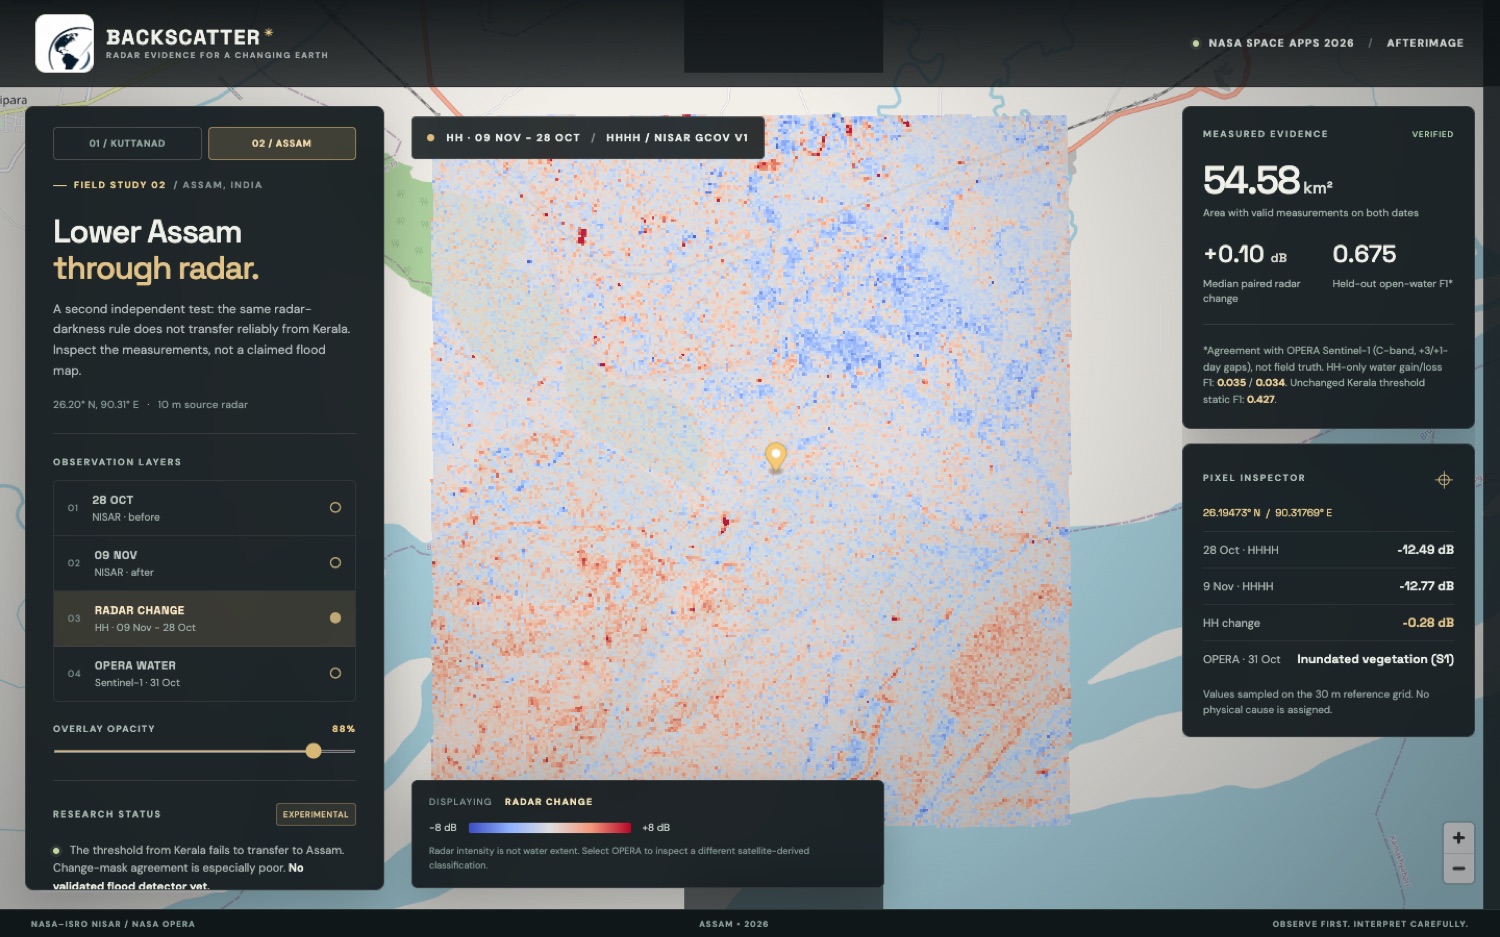 BACKSCATTER*
RADAR EVIDENCE FOR A CHANGING EARTH
NASA SPACE APPS 2026 / AFTERIMAGE
ipara
01 / KUTTANAD
02 / ASSAM
— FIELD STUDY 02 / ASSAM, INDIA
Lower Assam
through radar.
A second independent test: the same radar-
darkness rule does not transfer reliably from Kerala.
Inspect the measurements, not a claimed flood
map.
26.20° N, 90.31° E · 10 m source radar
OBSERVATION LAYERS
01 28 OCT
NISAR · before
02 09 NOV
NISAR · after
03 RADAR CHANGE
HH · 09 Nov − 28 Oct
04 OPERA WATER
Sentinel-1 · 31 Oct
OVERLAY OPACITY 88%
RESEARCH STATUS EXPERIMENTAL
The threshold from Kerala fails to transfer to Assam.
Change-mask agreement is especially poor. No
validated flood detector yet.
HH · 09 NOV − 28 OCT / HHHH / NISAR GCOV V1
DISPLAYING RADAR CHANGE
−8 dB +8 dB
Radar intensity is not water extent. Select OPERA to inspect a different satellite-derived
classification.
MEASURED EVIDENCE VERIFIED
54.58 km²
Area with valid measurements on both dates
+0.10 dB
Median paired radar
change
0.675
Held-out open-water F1*
*Agreement with OPERA Sentinel-1 (C-band, +3/+1-
day gaps), not field truth. HH-only water gain/loss
F1: 0.035 / 0.034. Unchanged Kerala threshold
static F1: 0.427.
PIXEL INSPECTOR
26.19473° N / 90.31769° E
28 Oct · HHHH -12.49 dB
9 Nov · HHHH -12.77 dB
HH change -0.28 dB
OPERA · 31 Oct Inundated vegetation (S1)
Values sampled on the 30 m reference grid. No
physical cause is assigned.
+
−
NASA–ISRO NISAR / NASA OPERA
ASSAM • 2026
OBSERVE FIRST. INTERPRET CAREFULLY.